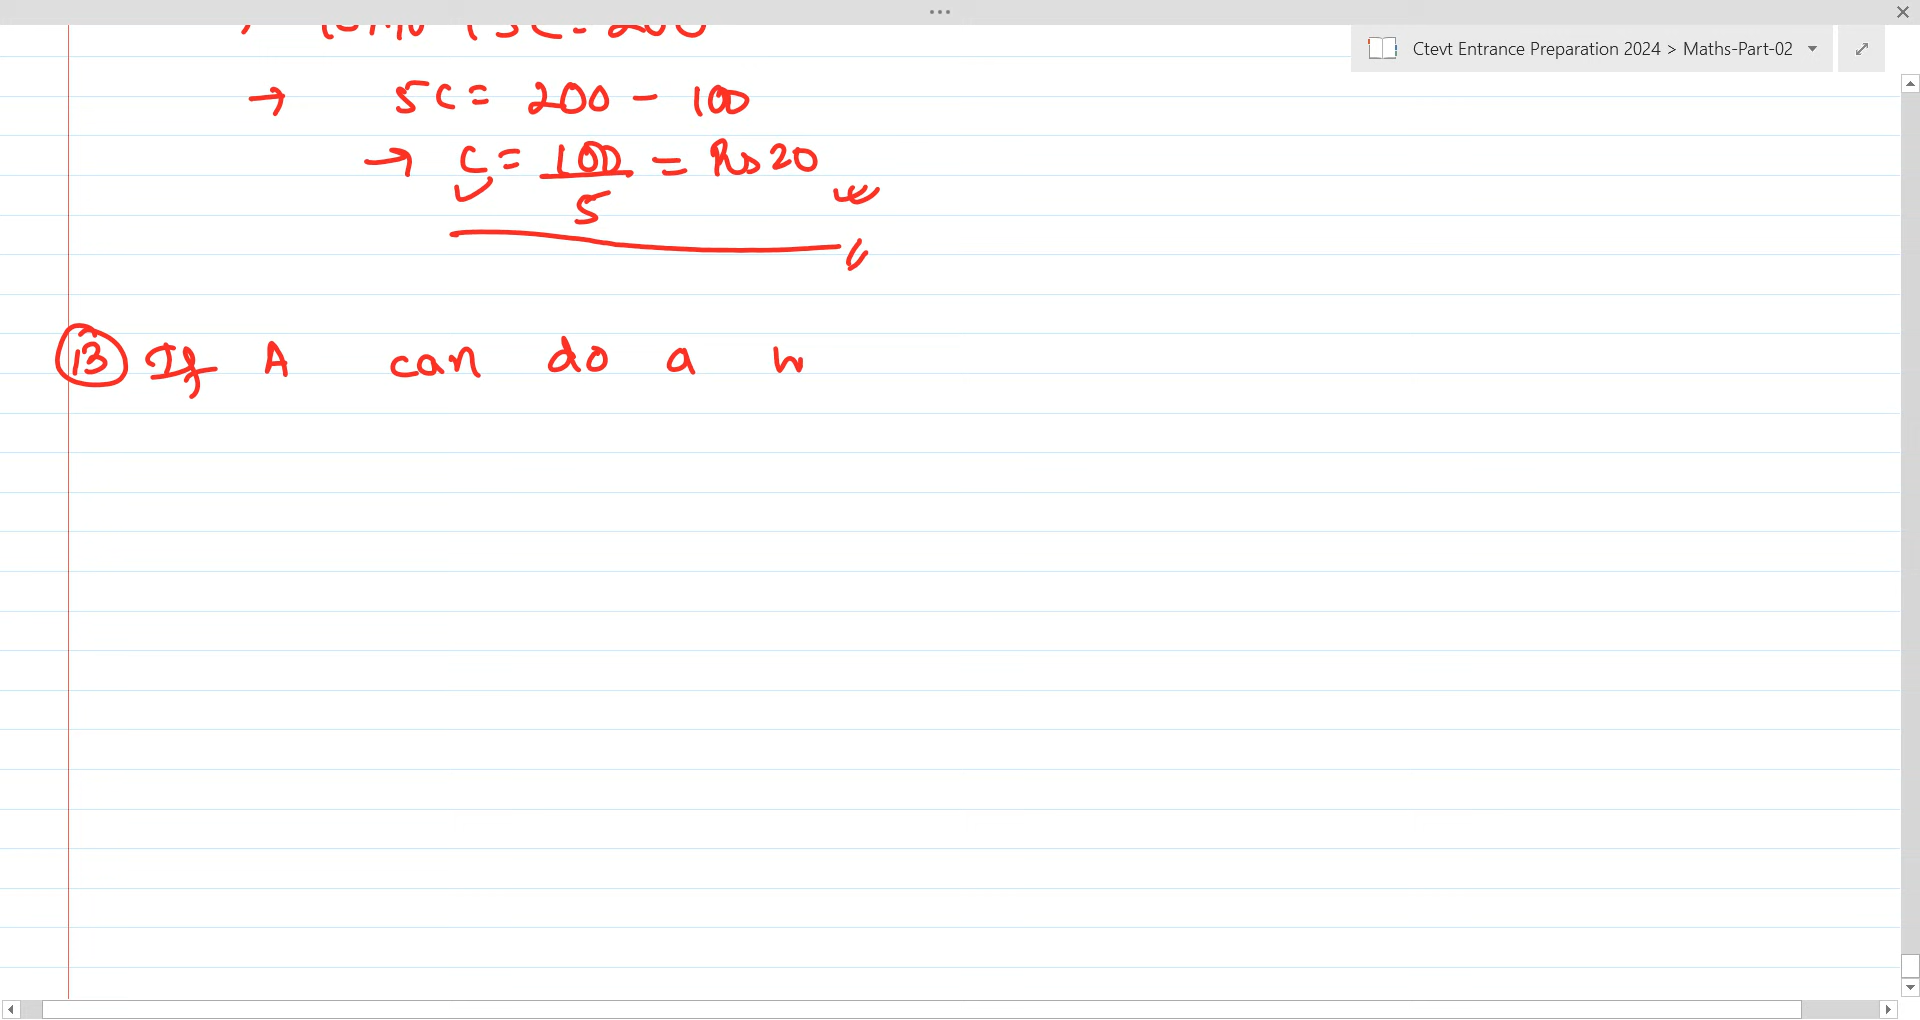 Ctevt Entrance Preparation 2024 > Maths-Part-02
→ 5C = 200 - 100
→ C = 100/5 = Rs 20
13 If A can do a w